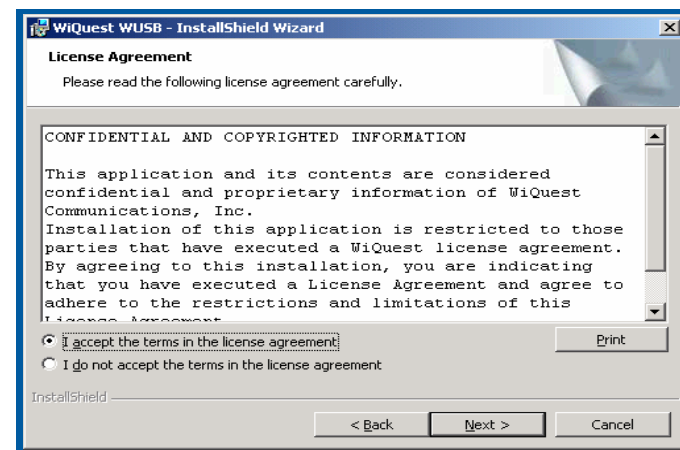 WiQuest WUSB - InstallShield Wizard
License Agreement
Please read the following license agreement carefully.
CONFIDENTIAL AND COPYRIGHTED INFORMATION
This application and its contents are considered
confidential and proprietary information of WiQuest
Communications, Inc.
Installation of this application is restricted to those
parties that have executed a WiQuest license agreement.
By agreeing to this installation, you are indicating
that you have executed a License Agreement and agree to
adhere to the restrictions and limitations of this
License Agreement
I accept the terms in the license agreement
Print
I do not accept the terms in the license agreement
InstallShield
< Back
Next >
Cancel